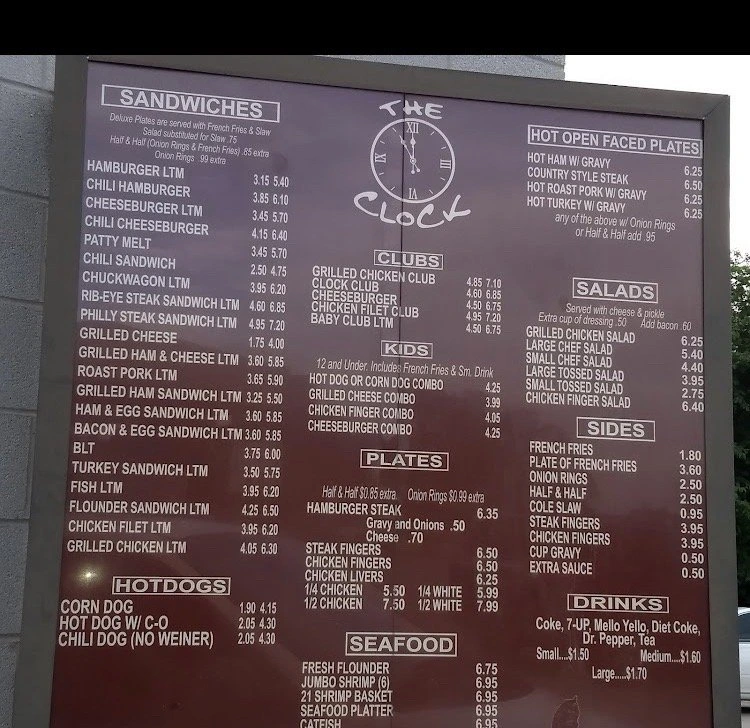 SANDWICHES
Deluxe Plates are served with French Fries & Slaw
Salad substituted for Slaw .75
Half & Half (Onion Rings & French Fries) .65 extra
Onion Rings .99 extra
HAMBURGER LTM 3.15 5.40
CHILI HAMBURGER 3.85 6.10
CHEESEBURGER LTM 3.45 5.70
CHILI CHEESEBURGER 4.15 6.40
PATTY MELT 3.45 5.70
CHILI SANDWICH 2.50 4.75
CHUCKWAGON LTM 3.95 6.20
RIB-EYE STEAK SANDWICH LTM 4.60 6.85
PHILLY STEAK SANDWICH LTM 4.95 7.20
GRILLED CHEESE 1.75 4.00
GRILLED HAM & CHEESE LTM 3.60 5.85
ROAST PORK LTM 3.65 5.90
GRILLED HAM SANDWICH LTM 3.25 5.50
HAM & EGG SANDWICH LTM 3.60 5.85
BACON & EGG SANDWICH LTM 3.60 5.85
BLT 3.75 6.00
TURKEY SANDWICH LTM 3.50 5.75
FISH LTM 3.95 6.20
FLOUNDER SANDWICH LTM 4.25 6.50
CHICKEN FILET LTM 3.95 6.20
GRILLED CHICKEN LTM 4.05 6.30
HOTDOGS
CORN DOG 1.90 4.15
HOT DOG W/ C-O 2.05 4.30
CHILI DOG (NO WEINER) 2.05 4.30
THE
XII
IX III
VI
CLOCK
CLUBS
GRILLED CHICKEN CLUB 4.85 7.10
CLOCK CLUB 4.60 6.85
CHEESEBURGER 4.50 6.75
CHICKEN FILET CLUB 4.95 7.20
BABY CLUB LTM 4.50 6.75
KIDS
12 and Under. Includes French Fries & Sm. Drink
HOT DOG OR CORN DOG COMBO 4.25
GRILLED CHEESE COMBO 3.99
CHICKEN FINGER COMBO 4.05
CHEESEBURGER COMBO 4.25
PLATES
Half & Half $0.65 extra. Onion Rings $0.99 extra
HAMBURGER STEAK 6.35
Gravy and Onions .50
Cheese .70
STEAK FINGERS 6.50
CHICKEN FINGERS 6.50
CHICKEN LIVERS 6.25
1/4 CHICKEN 5.50 1/4 WHITE 5.99
1/2 CHICKEN 7.50 1/2 WHITE 7.99
SEAFOOD
FRESH FLOUNDER 6.75
JUMBO SHRIMP (6) 6.95
21 SHRIMP BASKET 6.95
SEAFOOD PLATTER 6.95
CATFISH 6.95
HOT OPEN FACED PLATES
HOT HAM W/ GRAVY 6.25
COUNTRY STYLE STEAK 6.50
HOT ROAST PORK W/ GRAVY 6.25
HOT TURKEY W/ GRAVY 6.25
any of the above w/ Onion Rings
or Half & Half add .95
SALADS
Served with cheese & pickle
Extra cup of dressing .50 Add bacon .60
GRILLED CHICKEN SALAD 6.25
LARGE CHEF SALAD 5.40
SMALL CHEF SALAD 4.40
LARGE TOSSED SALAD 3.95
SMALL TOSSED SALAD 2.75
CHICKEN FINGER SALAD 6.40
SIDES
FRENCH FRIES 1.80
PLATE OF FRENCH FRIES 3.60
ONION RINGS 2.50
HALF & HALF 2.50
COLE SLAW 0.95
STEAK FINGERS 3.95
CHICKEN FINGERS 3.95
CUP GRAVY 0.50
EXTRA SAUCE 0.50
DRINKS
Coke, 7-UP, Mello Yello, Diet Coke,
Dr. Pepper, Tea
Small....$1.50 Medium....$1.60
Large.....$1.70